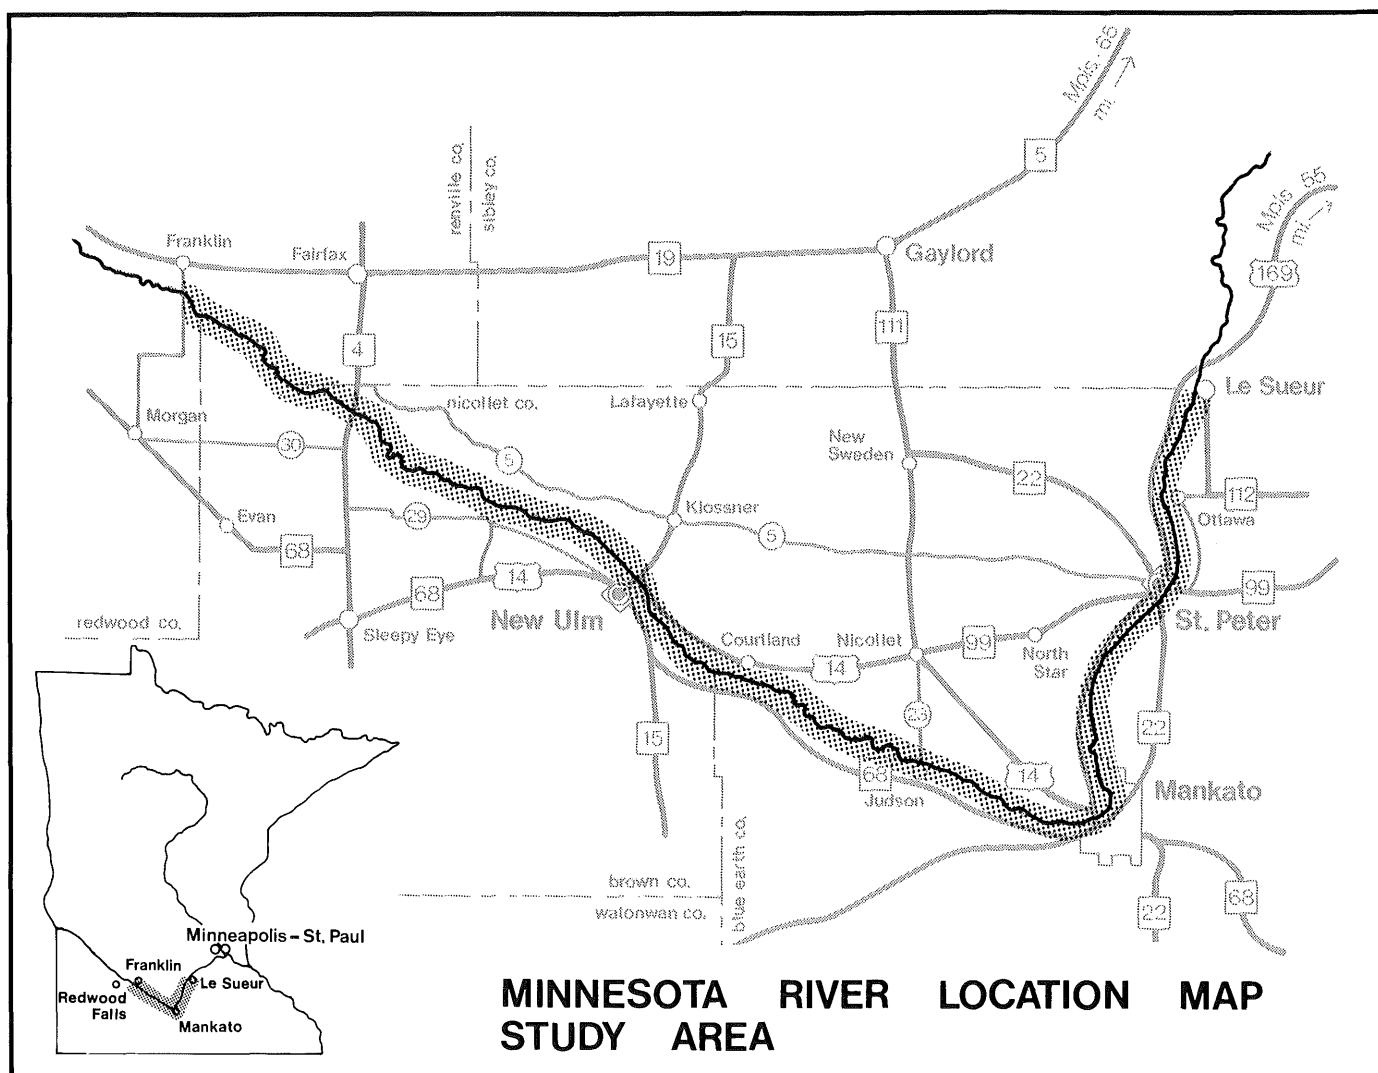 Mpls. 65
mi.
5
Mpls 55
mi.
169
renville co.
sibley co.
Franklin
Fairfax
19
Gaylord
4
15
111
nicollet co.
Lafayette
Le Sueur
Morgan
30
5
New
Sweden
22
Evan
29
Klossner
5
112
Ottawa
68
68
14
99
redwood co.
Sleepy Eye
New Ulm
Courtland
Nicollet
99
North
Star
St. Peter
14
23
22
15
68
Judson
14
Mankato
brown co.
watonwan co.
blue earth co.
22
68
Minneapolis – St. Paul
Franklin
Le Sueur
Redwood
Falls
Mankato
MINNESOTA RIVER LOCATION MAP
STUDY AREA